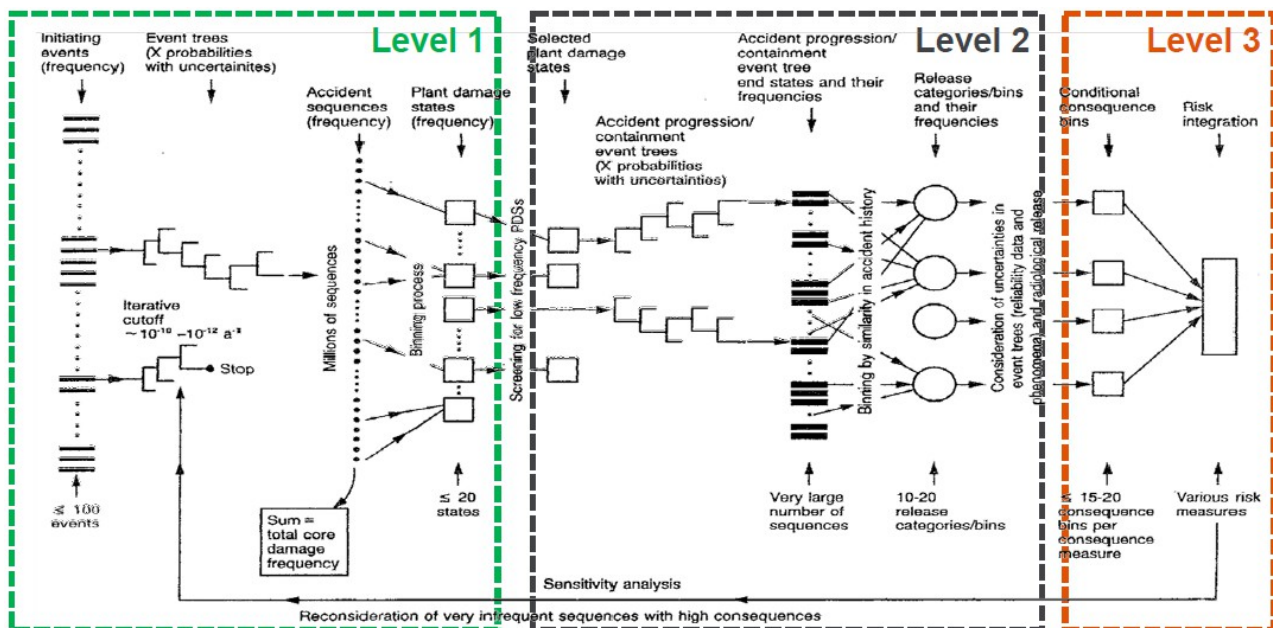 Level 1
Level 2
Level 3
Initiating
events
(frequency)
Event trees
(X probabilities
with uncertainites)
Accident
sequences
(frequency)
Plant damage
states
(frequency)
Selected
plant damage
states
Accident progression/
containment
event trees
(X probabilities
with uncertainties)
Accident progression/
containment
event tree
end states and their
frequencies
Release
categories/bins
and their
frequencies
Conditional
consequence
bins
Risk
integration
Iterative
cutoff
~ 10⁻¹⁰ –10⁻¹² a⁻¹
Stop
Millions of sequences
Binning process
Screening for low frequency PDSs
Binning by similarity in accident history
Consideration of uncertainties in
event trees (reliability data and
phenomena) and radiological release
≤ 100
events
Sum =
total core
damage
frequency
≤ 20
states
Very large
number of
sequences
10-20
release
categories/bins
≤ 15-20
consequence
bins per
consequence
measure
Various risk
measures
Sensitivity analysis
Reconsideration of very infrequent sequences with high consequences